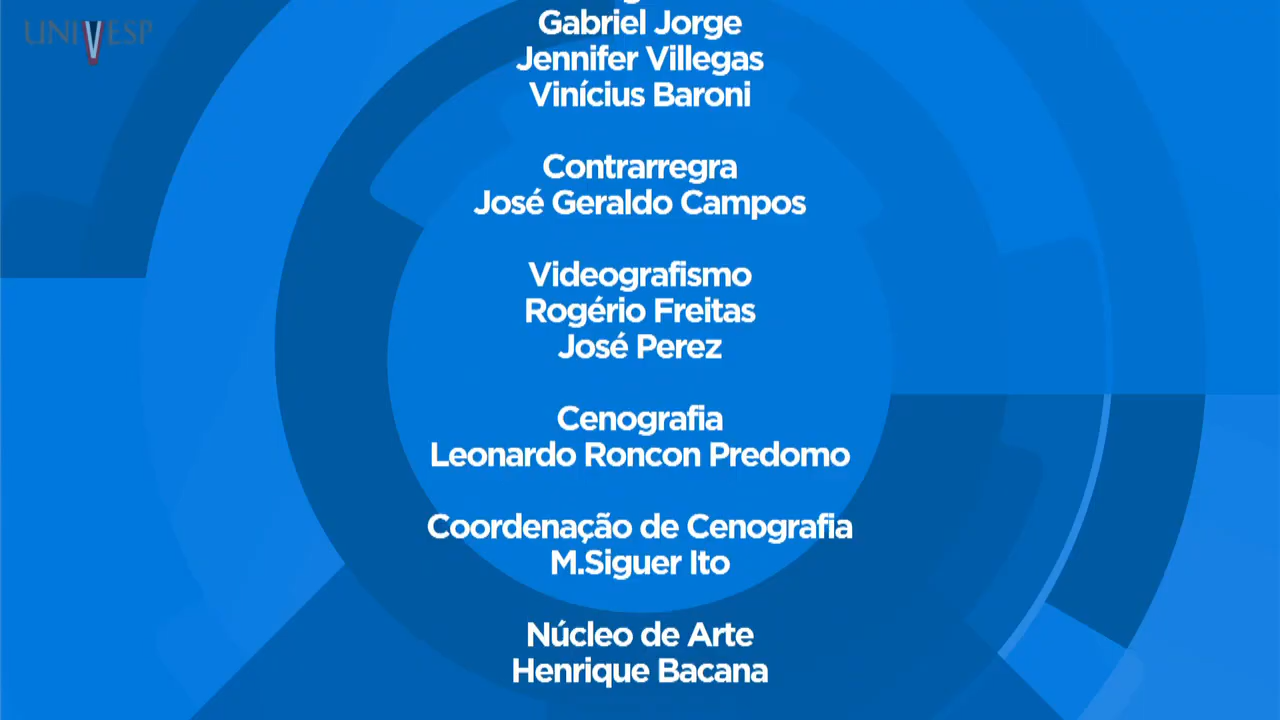 UNIVESP
Gabriel Jorge
Jennifer Villegas
Vinícius Baroni
Contrarregra
José Geraldo Campos
Videografismo
Rogério Freitas
José Perez
Cenografia
Leonardo Roncon Predomo
Coordenação de Cenografia
M.Siguer Ito
Núcleo de Arte
Henrique Bacana